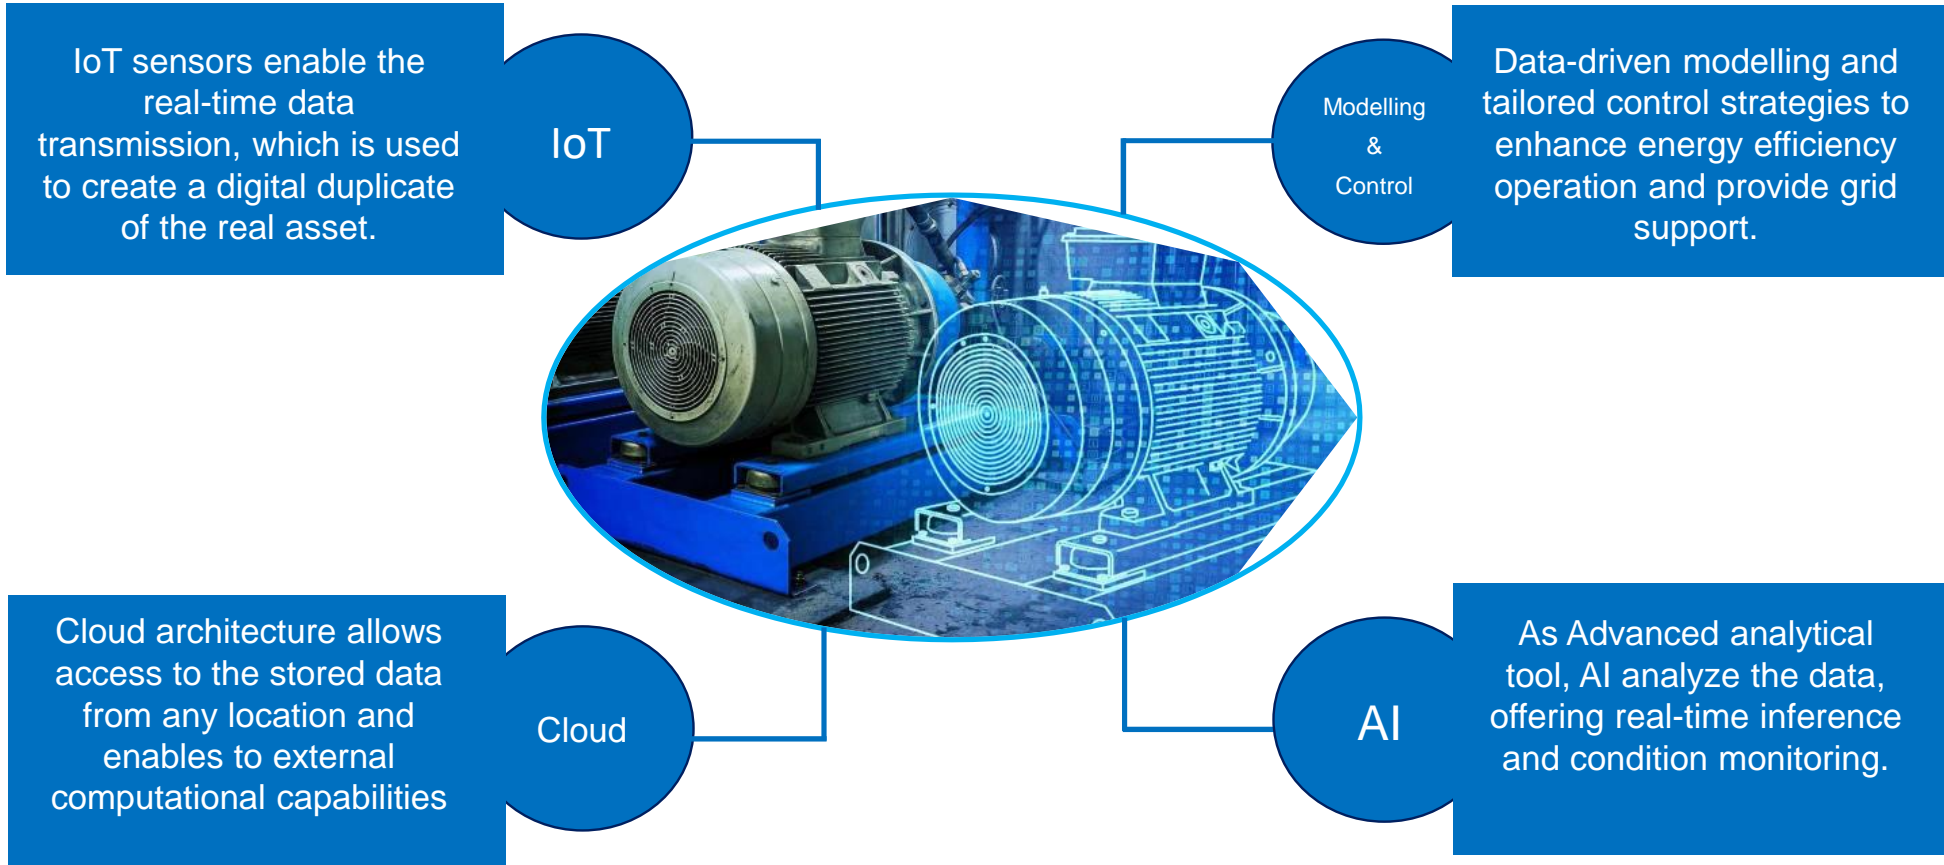 IoT sensors enable the
real-time data
transmission, which is used
to create a digital duplicate
of the real asset.
IoT
Modelling
&
Control
Data-driven modelling and
tailored control strategies to
enhance energy efficiency
operation and provide grid
support.
Cloud architecture allows
access to the stored data
from any location and
enables to external
computational capabilities
Cloud
AI
As Advanced analytical
tool, AI analyze the data,
offering real-time inference
and condition monitoring.